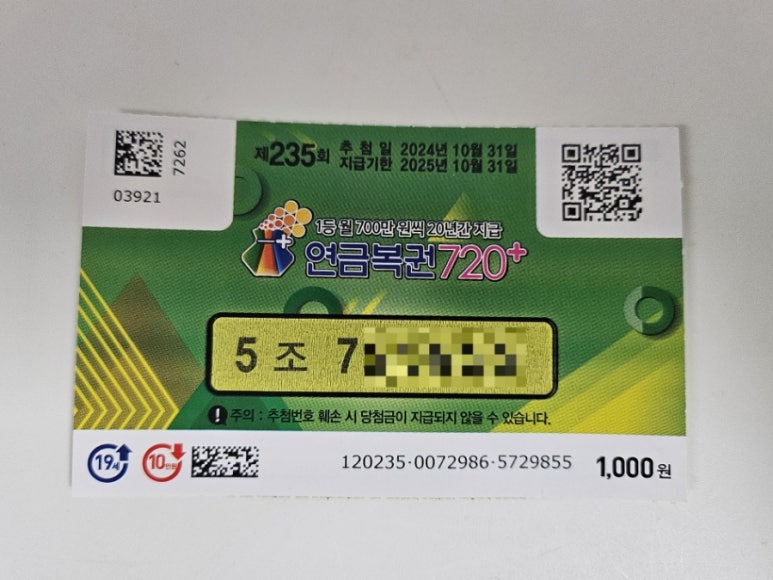 03921
7262
제235회
추 첨 일 2024년 10월 31일
지급기한 2025년 10월 31일
1등 월 700만 원씩 20년간 지급
연금복권720+
5 조 7
! 주의 : 추첨번호 훼손 시 당첨금이 지급되지 않을 수 있습니다.
19세
10만원
120235-0072986-5729855
1,000원